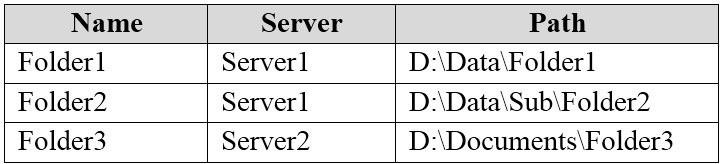 Name Server Path
Folder1 Server1 D:\Data\Folder1
Folder2 Server1 D:\Data\Sub\Folder2
Folder3 Server2 D:\Documents\Folder3